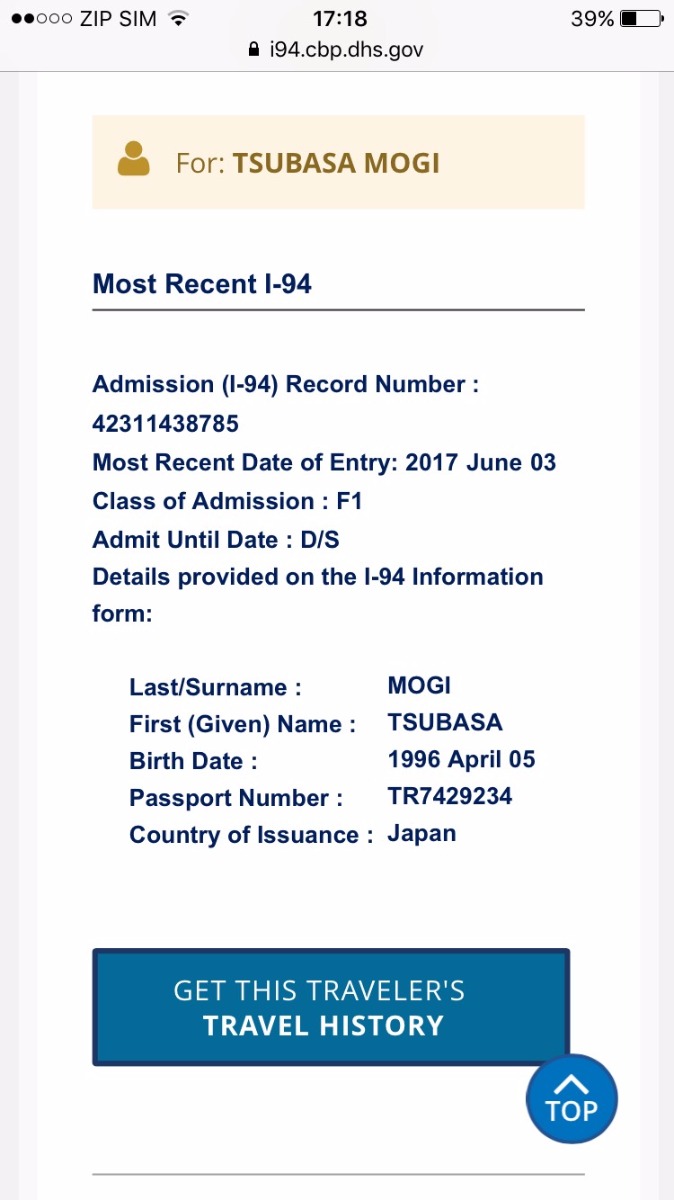 ZIP SIM 17:18 39%
i94.cbp.dhs.gov
For: TSUBASA MOGI
Most Recent I-94
Admission (I-94) Record Number :
42311438785
Most Recent Date of Entry: 2017 June 03
Class of Admission : F1
Admit Until Date : D/S
Details provided on the I-94 Information
form:
Last/Surname : MOGI
First (Given) Name : TSUBASA
Birth Date : 1996 April 05
Passport Number : TR7429234
Country of Issuance : Japan
GET THIS TRAVELER'S
TRAVEL HISTORY
TOP